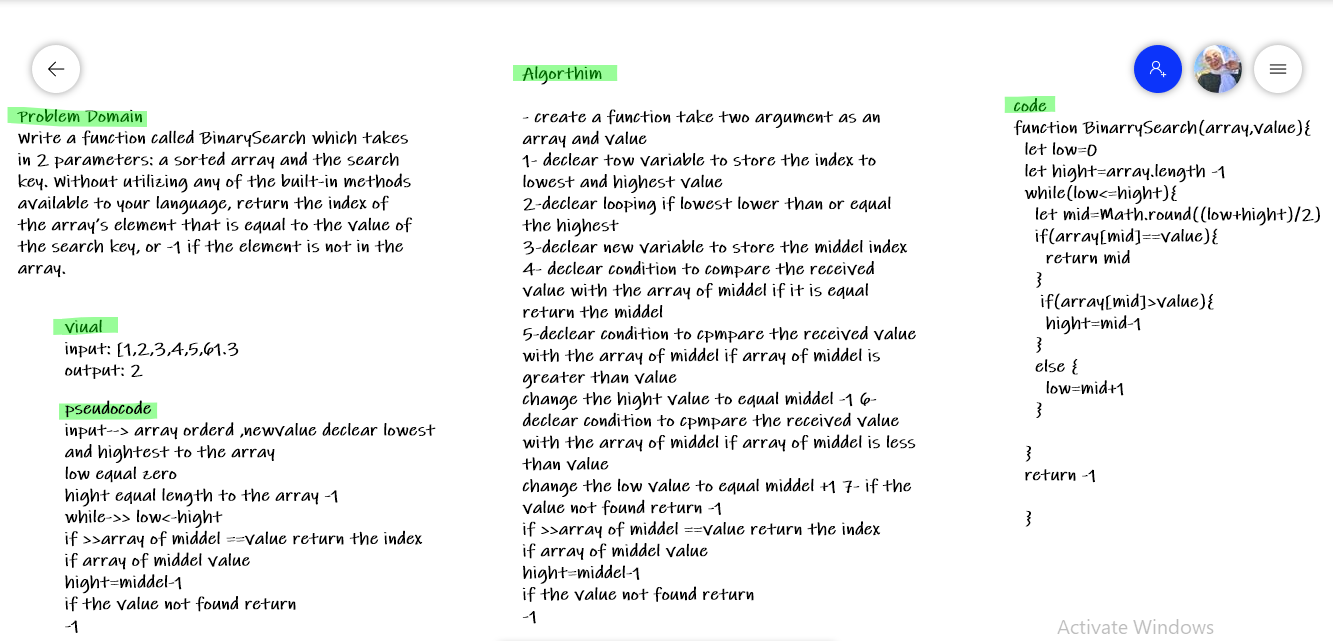 Problem Domain
Write a function called BinarySearch which takes
in 2 parameters: a sorted array and the search
key. Without utilizing any of the built-in methods
available to your language, return the index of
the array's element that is equal to the value of
the search key, or -1 if the element is not in the
array.
viual
input: [1,2,3,4,5,61.3
output: 2
pseudocode
input--> array orderd ,newvalue declear lowest
and hightest to the array
low equal zero
hight equal length to the array -1
while->> low<-hight
if >>array of middel ==value return the index
if array of middel value
hight=middel-1
if the value not found return
-1
Algorthim
- create a function take two argument as an
array and value
1- declear tow variable to store the index to
lowest and highest value
2-declear looping if lowest lower than or equal
the highest
3-declear new variable to store the middel index
4- declear condition to compare the received
value with the array of middel if it is equal
return the middel
5-declear condition to cpmpare the received value
with the array of middel if array of middel is
greater than value
change the hight value to equal middel -1 6-
declear condition to cpmpare the received value
with the array of middel if array of middel is less
than value
change the low value to equal middel +1 7- if the
value not found return -1
if >>array of middel ==value return the index
if array of middel value
hight=middel-1
if the value not found return
-1
code
function BinarrySearch(array,value){
let low=0
let hight=array.length -1
while(low<=hight){
let mid=Math.round((low+hight)/2)
if(array[mid]==value){
return mid
}
if(array[mid]>value){
hight=mid-1
}
else {
low=mid+1
}
}
return -1
}
Activate Windows